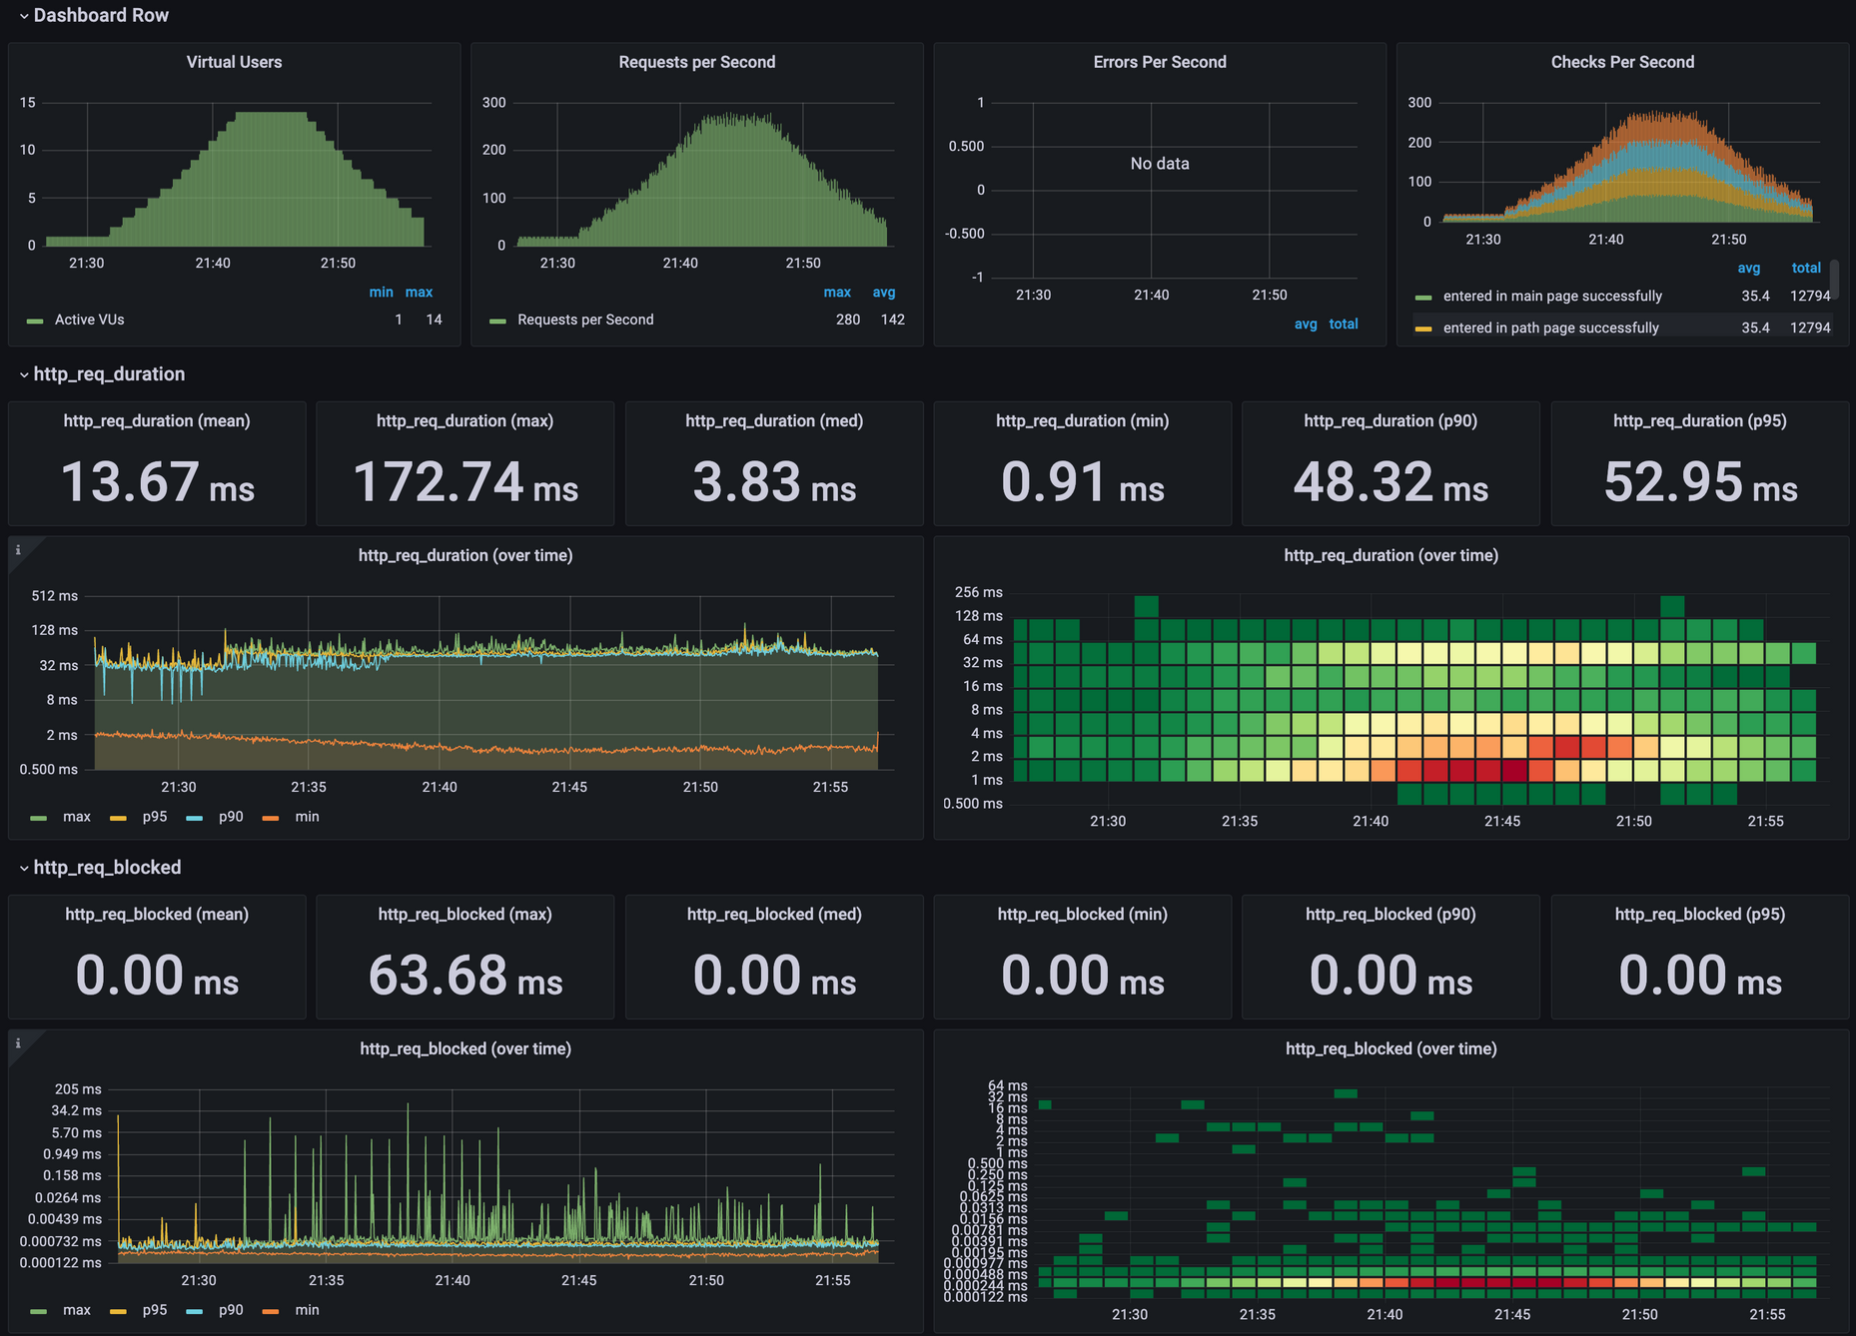 Dashboard Row
Virtual Users
15
10
5
0
21:30 21:40 21:50
min max
Active VUs 1 14
Requests per Second
300
200
100
0
21:30 21:40 21:50
max avg
Requests per Second 280 142
Errors Per Second
1
0.500
0
-0.500
-1
No data
21:30 21:40 21:50
avg total
Checks Per Second
300
200
100
0
21:30 21:40 21:50
avg total
entered in main page successfully 35.4 12794
entered in path page successfully 35.4 12794
http_req_duration
http_req_duration (mean)
13.67 ms
http_req_duration (max)
172.74 ms
http_req_duration (med)
3.83 ms
http_req_duration (min)
0.91 ms
http_req_duration (p90)
48.32 ms
http_req_duration (p95)
52.95 ms
i
http_req_duration (over time)
512 ms
128 ms
32 ms
8 ms
2 ms
0.500 ms
21:30 21:35 21:40 21:45 21:50 21:55
max p95 p90 min
http_req_duration (over time)
256 ms
128 ms
64 ms
32 ms
16 ms
8 ms
4 ms
2 ms
1 ms
0.500 ms
21:30 21:35 21:40 21:45 21:50 21:55
http_req_blocked
http_req_blocked (mean)
0.00 ms
http_req_blocked (max)
63.68 ms
http_req_blocked (med)
0.00 ms
http_req_blocked (min)
0.00 ms
http_req_blocked (p90)
0.00 ms
http_req_blocked (p95)
0.00 ms
i
http_req_blocked (over time)
205 ms
34.2 ms
5.70 ms
0.949 ms
0.158 ms
0.0264 ms
0.00439 ms
0.000732 ms
0.000122 ms
21:30 21:35 21:40 21:45 21:50 21:55
max p95 p90 min
http_req_blocked (over time)
64 ms
32 ms
16 ms
8 ms
4 ms
2 ms
1 ms
0.500 ms
0.250 ms
0.125 ms
0.0625 ms
0.0313 ms
0.0156 ms
0.00781 ms
0.00391 ms
0.00195 ms
0.000977 ms
0.000488 ms
0.000244 ms
0.000122 ms
21:30 21:35 21:40 21:45 21:50 21:55